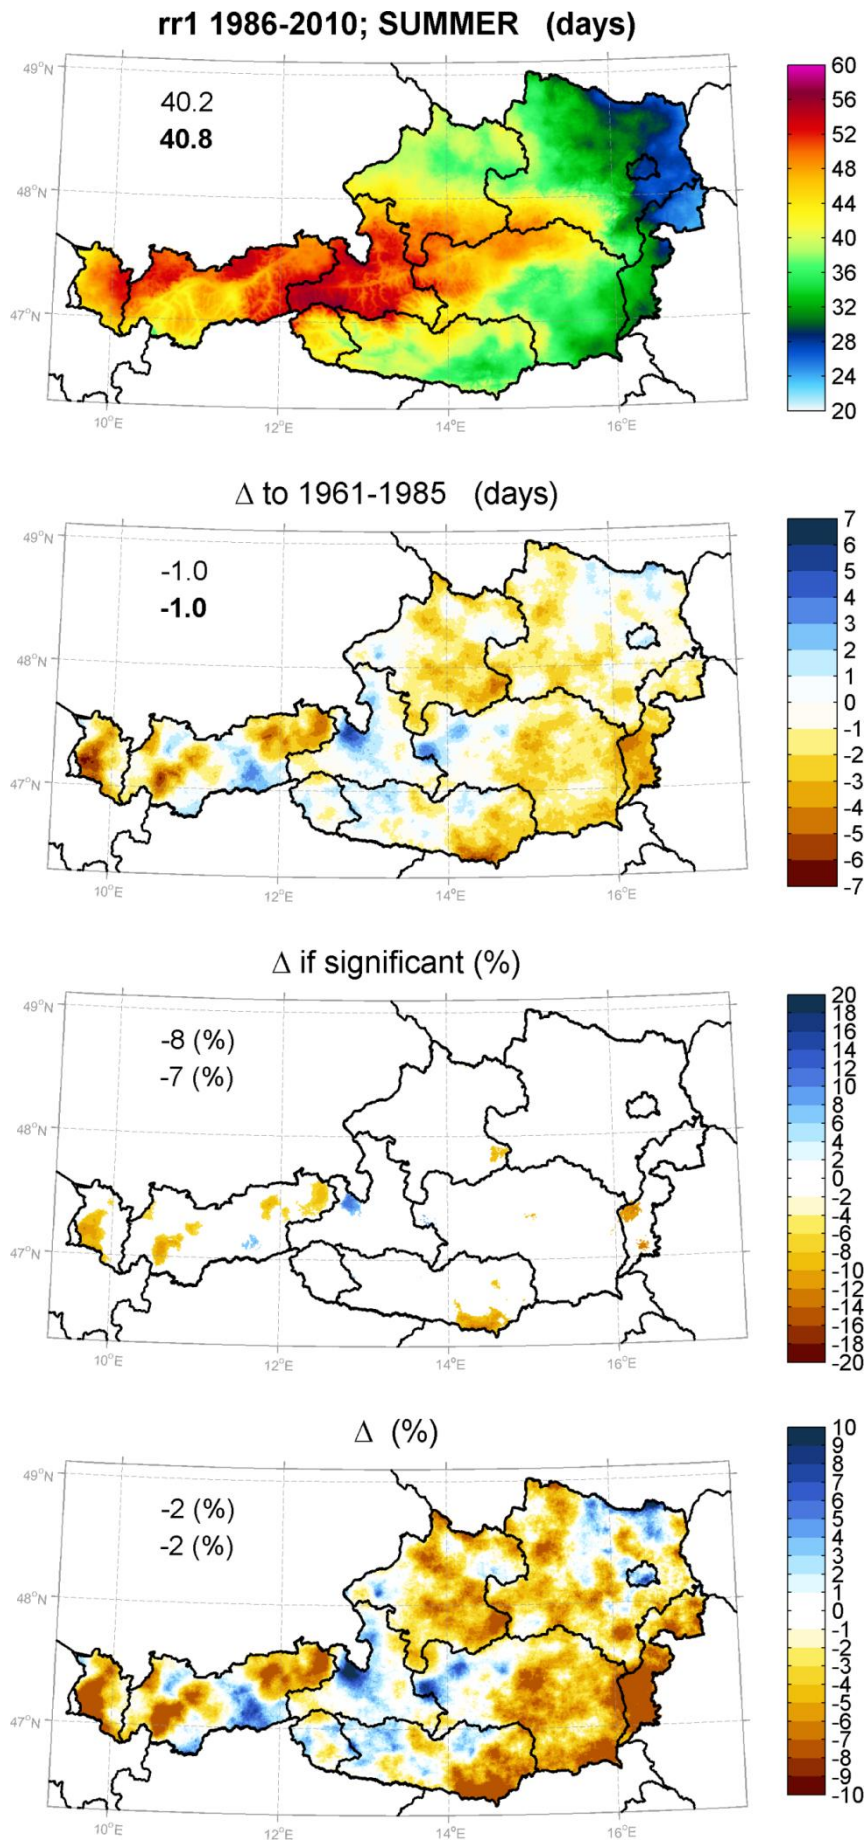 rr1 1986-2010; SUMMER (days)
49°N
48°N
47°N
10°E
12°E
14°E
16°E
40.2
40.8
60
56
52
48
44
40
36
32
28
24
20
Δ to 1961-1985 (days)
49°N
48°N
47°N
10°E
12°E
14°E
16°E
-1.0
-1.0
7
6
5
4
3
2
1
0
-1
-2
-3
-4
-5
-6
-7
Δ if significant (%)
49°N
48°N
47°N
10°E
12°E
14°E
16°E
-8 (%)
-7 (%)
20
18
16
14
12
10
8
6
4
2
0
-2
-4
-6
-8
-10
-12
-14
-16
-18
-20
Δ (%)
49°N
48°N
47°N
10°E
12°E
14°E
16°E
-2 (%)
-2 (%)
10
9
8
7
6
5
4
3
2
1
0
-1
-2
-3
-4
-5
-6
-7
-8
-9
-10